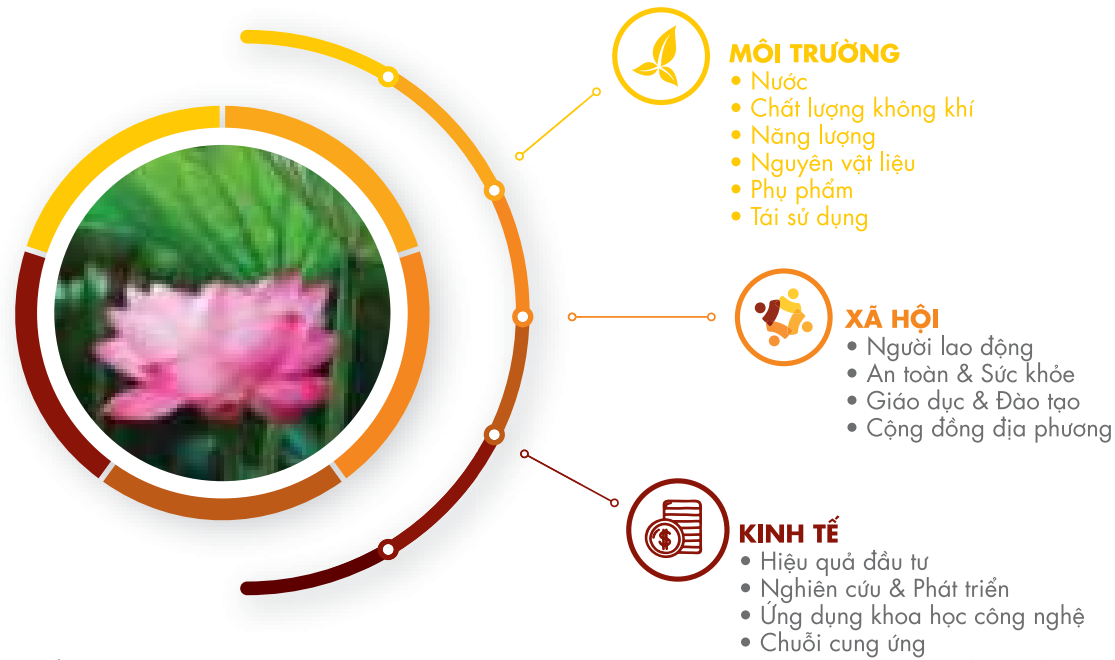 MÔI TRƯỜNG
• Nước
• Chất lượng không khí
• Năng lượng
• Nguyên vật liệu
• Phụ phẩm
• Tái sử dụng
XÃ HỘI
• Người lao động
• An toàn & Sức khỏe
• Giáo dục & Đào tạo
• Cộng đồng địa phương
$
KINH TẾ
• Hiệu quả đầu tư
• Nghiên cứu & Phát triển
• Ứng dụng khoa học công nghệ
• Chuỗi cung ứng